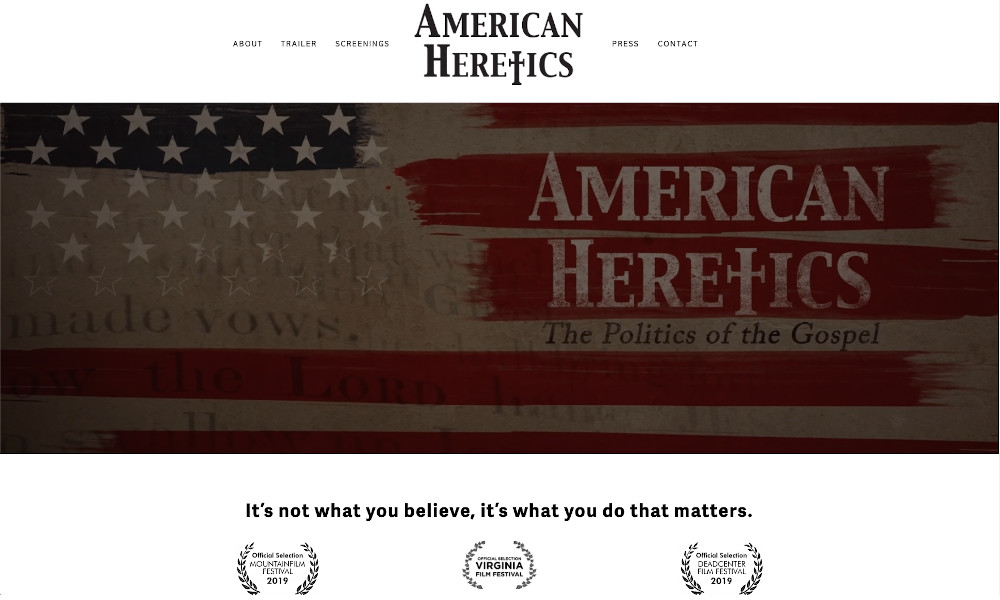 AMERICAN
HERETICS
ABOUT TRAILER SCREENINGS PRESS CONTACT
AMERICAN
HERETICS
The Politics of the Gospel
made vows.
the LORD
It's not what you believe, it's what you do that matters.
Official Selection
MOUNTAINFILM
FESTIVAL
2019
OFFICIAL SELECTION
VIRGINIA
FILM FESTIVAL
Official Selection
DEADCENTER
FILM FESTIVAL
2019